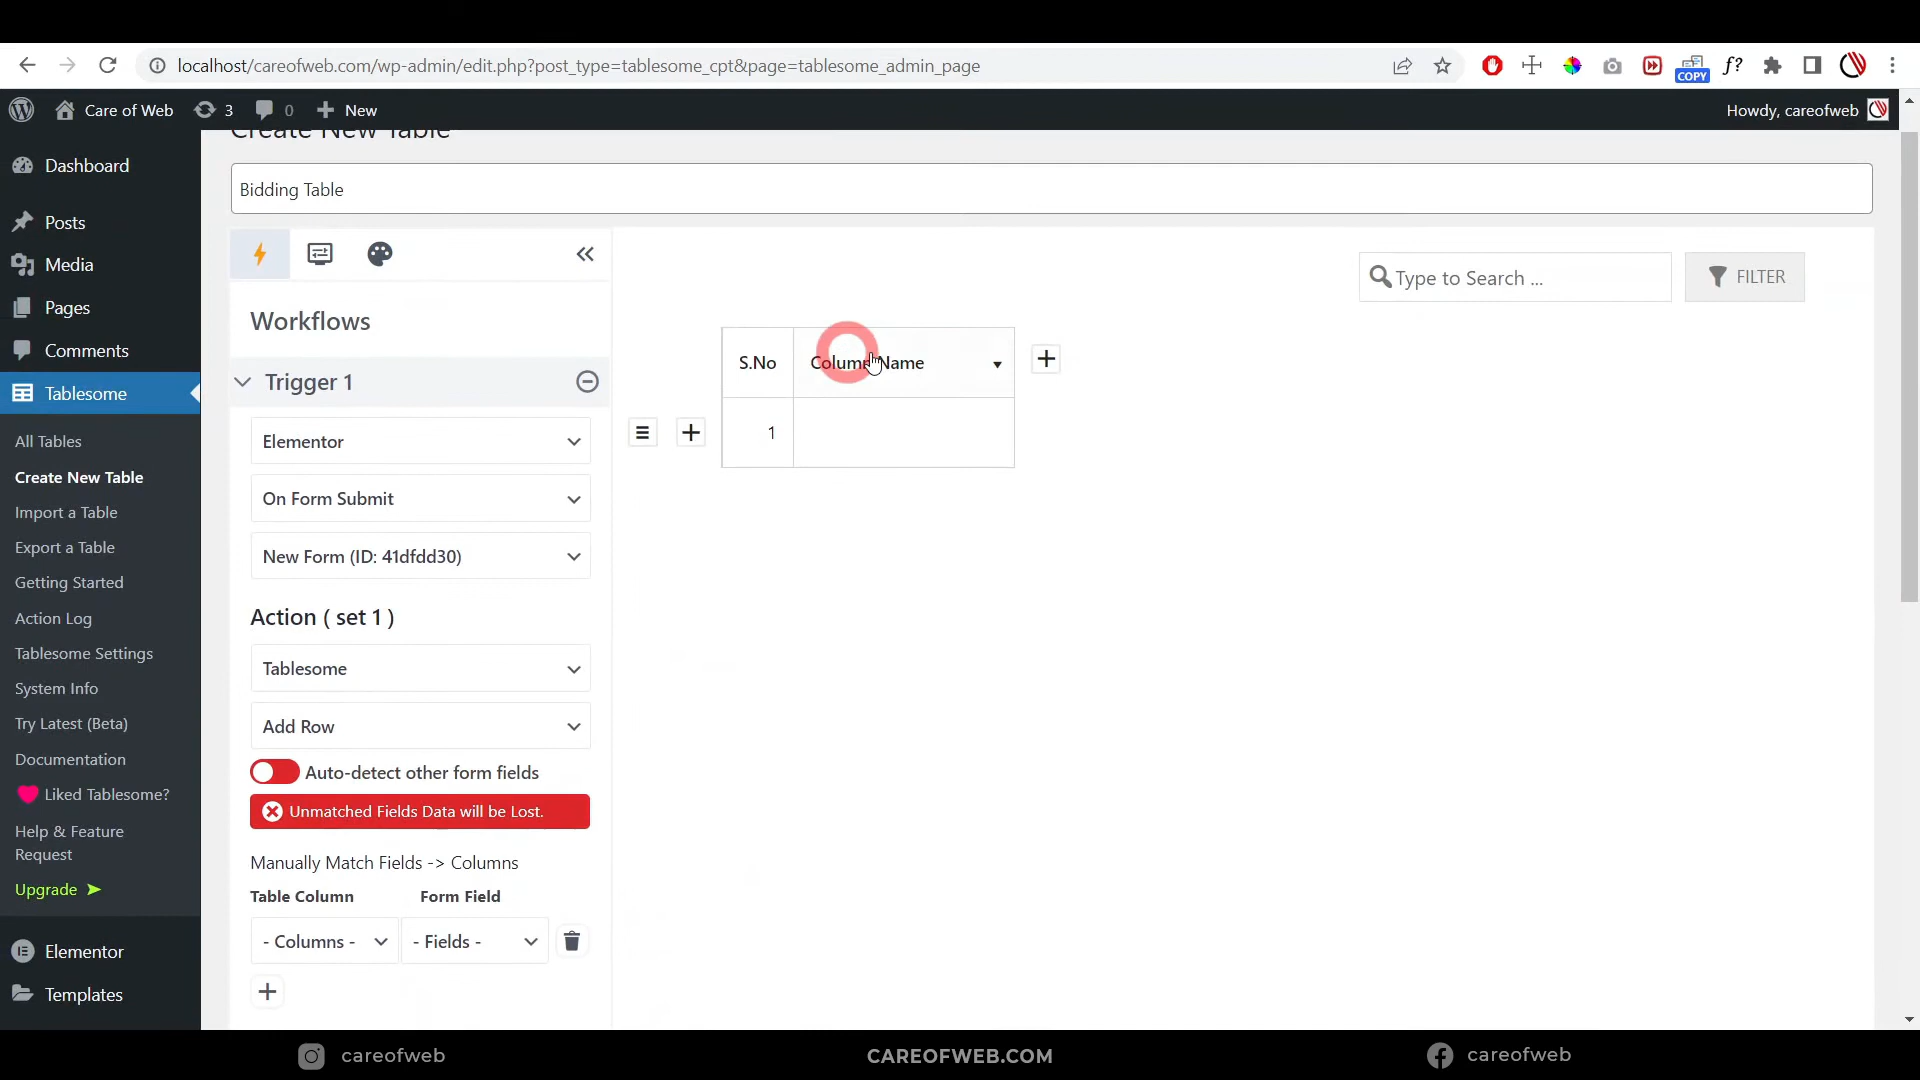 localhost/careofweb.com/wp-admin/edit.php?post_type=tablesome_cpt&page=tablesome_admin_page
COPY
f?
Care of Web
3
0
New
Howdy, careofweb
Create New Table
Dashboard
Posts
Media
Pages
Comments
Tablesome
All Tables
Create New Table
Import a Table
Export a Table
Getting Started
Action Log
Tablesome Settings
System Info
Try Latest (Beta)
Documentation
Liked Tablesome?
Help & Feature
Request
Upgrade ➤
Elementor
Templates
Bidding Table
Workflows
Trigger 1
Elementor
On Form Submit
New Form (ID: 41dfdd30)
Action ( set 1 )
Tablesome
Add Row
Auto-detect other form fields
Unmatched Fields Data will be Lost.
Manually Match Fields -> Columns
Table Column Form Field
- Columns - - Fields -
Type to Search ...
FILTER
S.No Column Name
1
careofweb
CAREOFWEB.COM
careofweb